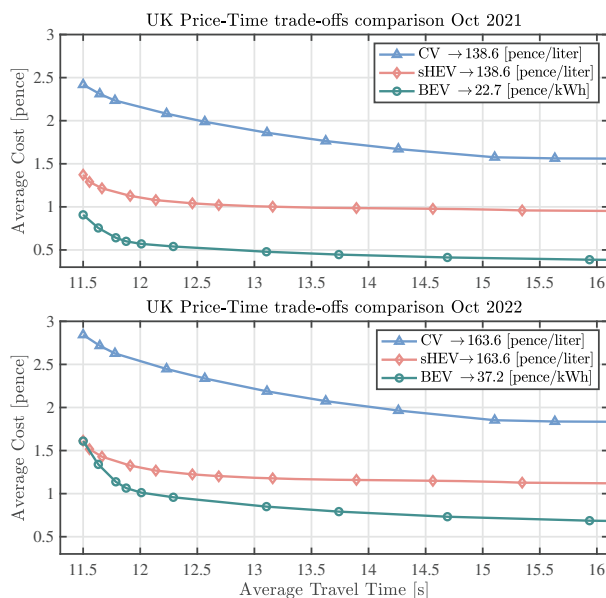 UK Price-Time trade-offs comparison Oct 2021
Average Cost [pence]
3
2.5
2
1.5
1
0.5
CV → 138.6 [pence/liter]
sHEV → 138.6 [pence/liter]
BEV → 22.7 [pence/kWh]
11.5 12 12.5 13 13.5 14 14.5 15 15.5 16
UK Price-Time trade-offs comparison Oct 2022
Average Cost [pence]
3
2.5
2
1.5
1
0.5
CV → 163.6 [pence/liter]
sHEV → 163.6 [pence/liter]
BEV → 37.2 [pence/kWh]
11.5 12 12.5 13 13.5 14 14.5 15 15.5 16
Average Travel Time [s]